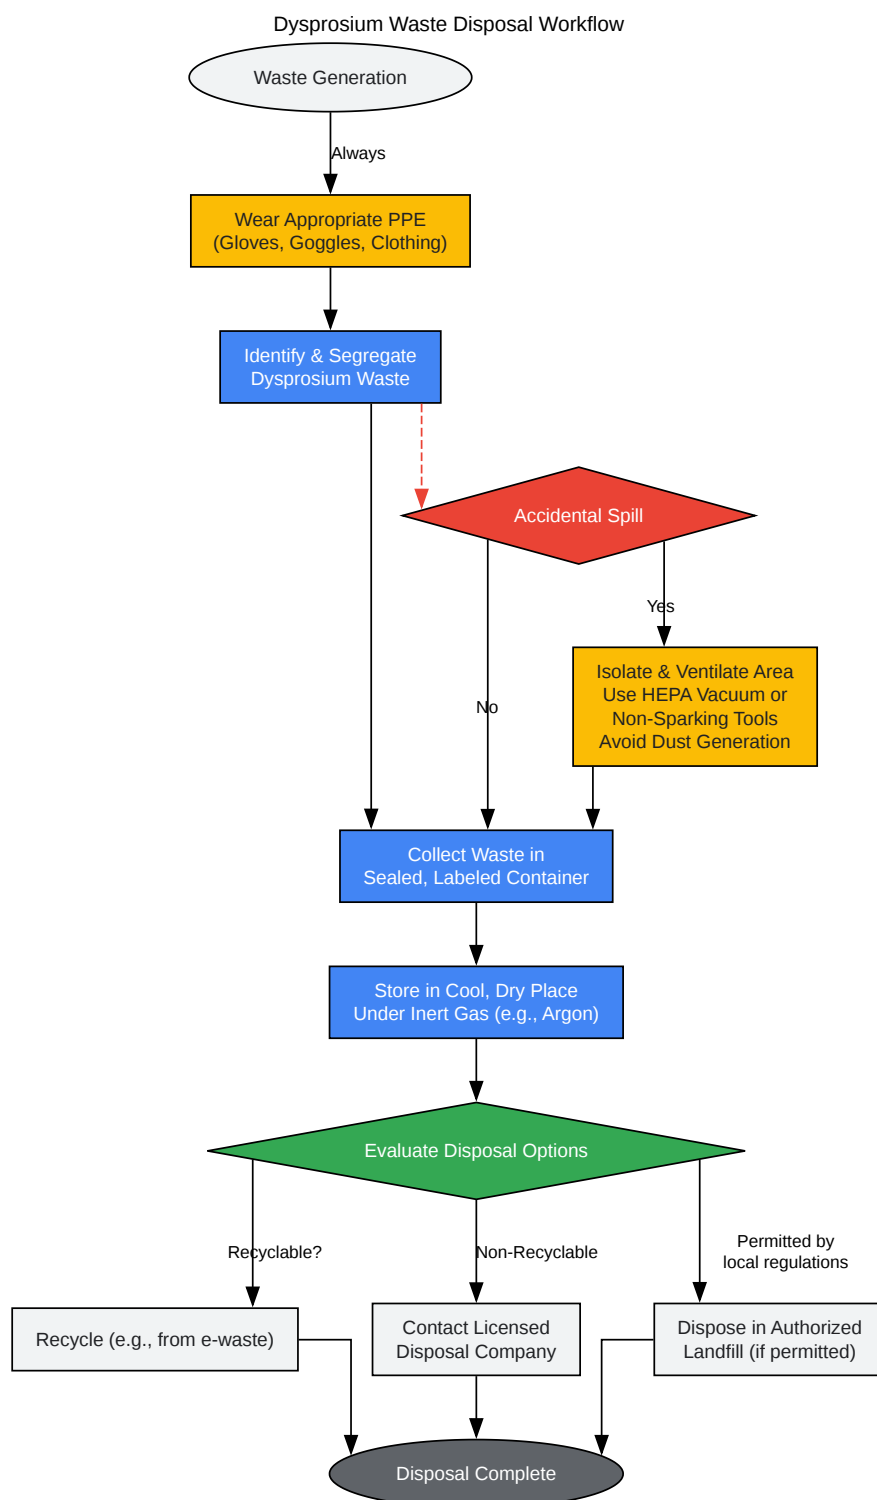 Dysprosium Waste Disposal Workflow
Waste Generation
Always
Wear Appropriate PPE
(Gloves, Goggles, Clothing)
Identify & Segregate
Dysprosium Waste
Accidental Spill
Yes
Isolate & Ventilate Area
Use HEPA Vacuum or
Non-Sparking Tools
Avoid Dust Generation
No
Collect Waste in
Sealed, Labeled Container
Store in Cool, Dry Place
Under Inert Gas (e.g., Argon)
Evaluate Disposal Options
Recyclable?
Non-Recyclable
Permitted by
local regulations
Recycle (e.g., from e-waste)
Contact Licensed
Disposal Company
Dispose in Authorized
Landfill (if permitted)
Disposal Complete